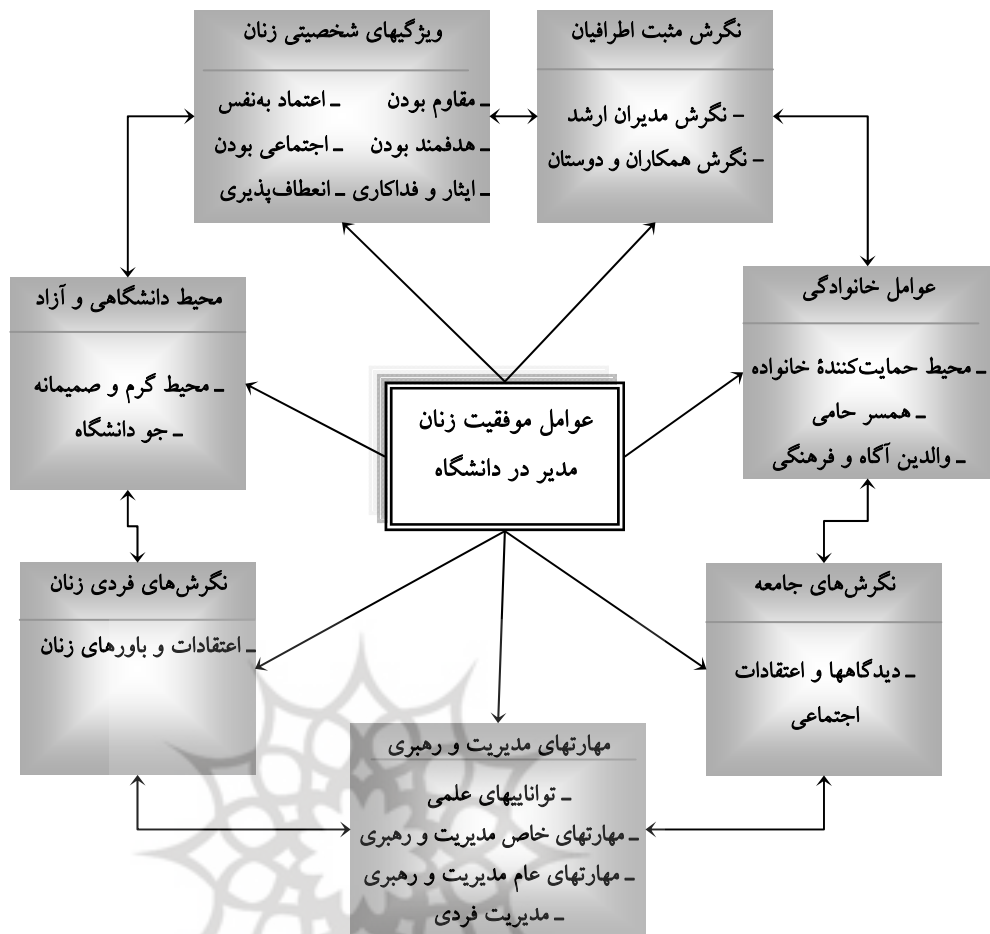 نگرش مثبت اطرافیان
– نگرش مدیران ارشد
– نگرش همکاران و دوستان
ویژگیهای شخصیتی زنان
ـ مقاوم بودن ـ اعتماد به‌نفس
ـ هدفمند بودن ـ اجتماعی بودن
ـ ایثار و فداکاری ـ انعطاف‌پذیری
عوامل خانوادگی
ـ محیط حمایت‌کنندۀ خانواده
ـ همسر حامی
ـ والدین آگاه و فرهنگی
محیط دانشگاهی و آزاد
ـ محیط گرم و صمیمانه
ـ جو دانشگاه
عوامل موفقیت زنان
مدیر در دانشگاه
نگرش‌های جامعه
ـ دیدگاهها و اعتقادات
اجتماعی
نگرش‌های فردی زنان
ـ اعتقادات و باورهای زنان
مهارتهای مدیریت و رهبری
ـ تواناییهای علمی
ـ مهارتهای خاص مدیریت و رهبری
ـ مهارتهای عام مدیریت و رهبری
ـ مدیریت فردی